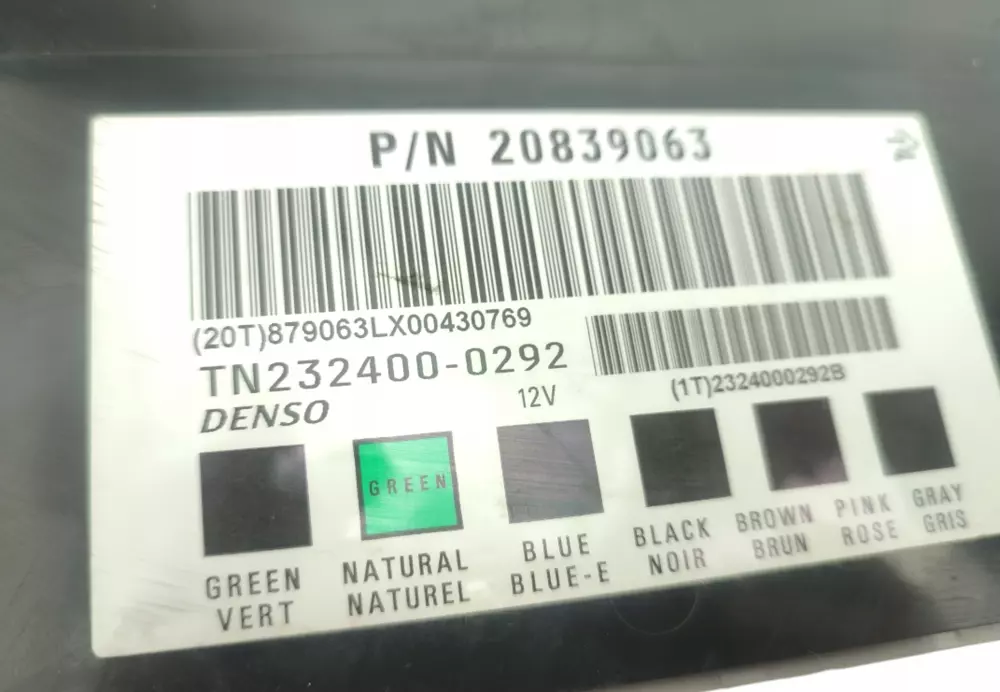 P/N 20839063
(20T)879063LX00430769
TN232400-0292
(1T)2324000292B
DENSO
12V
GREEN
GREEN
VERT
NATURAL
NATUREL
BLUE
BLUE-E
BLACK
NOIR
BROWN
BRUN
PINK
ROSE
GRAY
GRIS